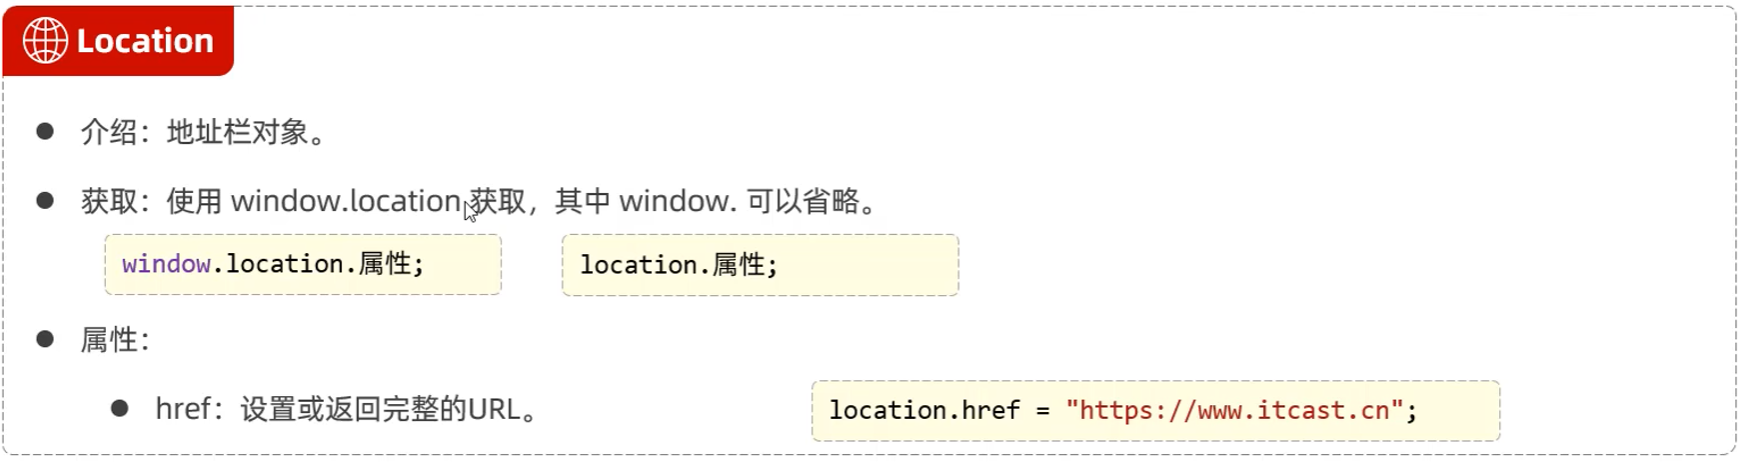 Location
介绍：地址栏对象。
获取：使用 window.location 获取，其中 window. 可以省略。
window.location.属性; location.属性;
属性：
href：设置或返回完整的URL。 location.href = "https://www.itcast.cn";